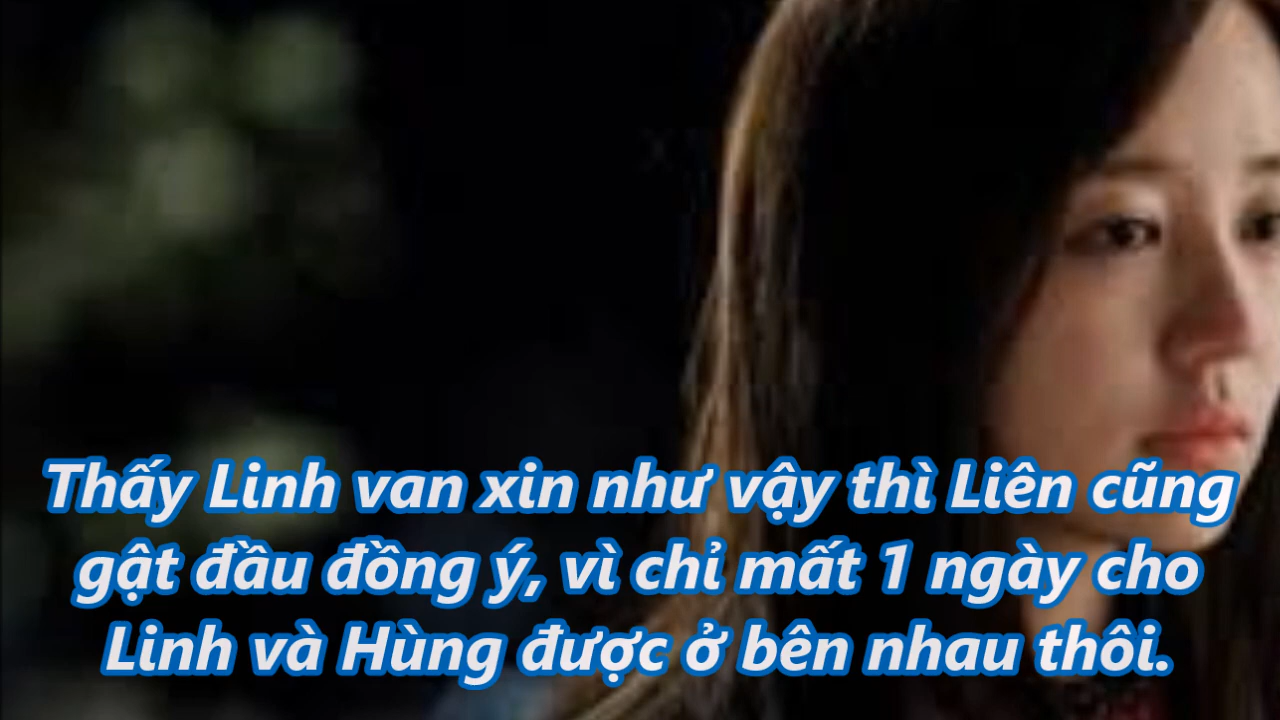 Thấy Linh van xin như vậy thì Liên cũng
gật đầu đồng ý, vì chỉ mất 1 ngày cho
Linh và Hùng được ở bên nhau thôi.